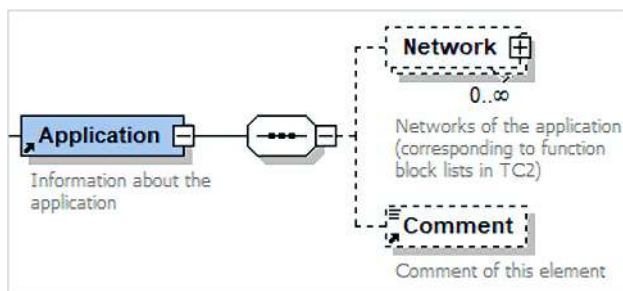 Network
0..∞
Networks of the application
(corresponding to function
block lists in TC2)
Application
Information about the
application
Comment
Comment of this element